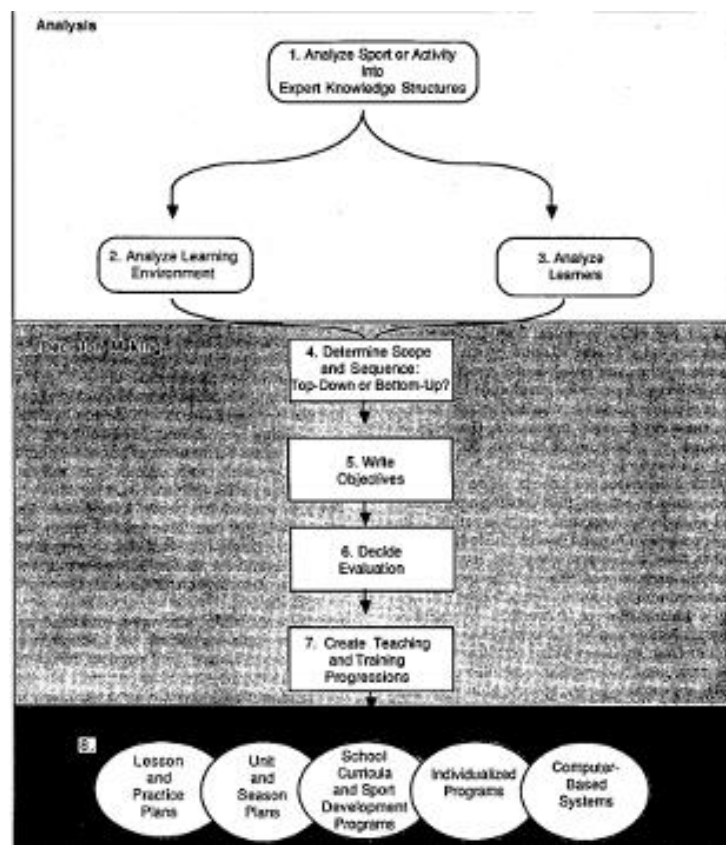 Analysis
1. Analyze Sport or Activity
Into
Expert Knowledge Structures
2. Analyze Learning
Environment
3. Analyze
Learners
Decision Making
4. Determine Scope
and Sequence:
Top-Down or Bottom-Up?
5. Write
Objectives
6. Decide
Evaluation
7. Create Teaching
and Training
Progressions
8.
Lesson
and
Practice
Plans
Unit
and
Season
Plans
School
Curricula
and Sport
Development
Programs
Individualized
Programs
Computer-
Based
Systems